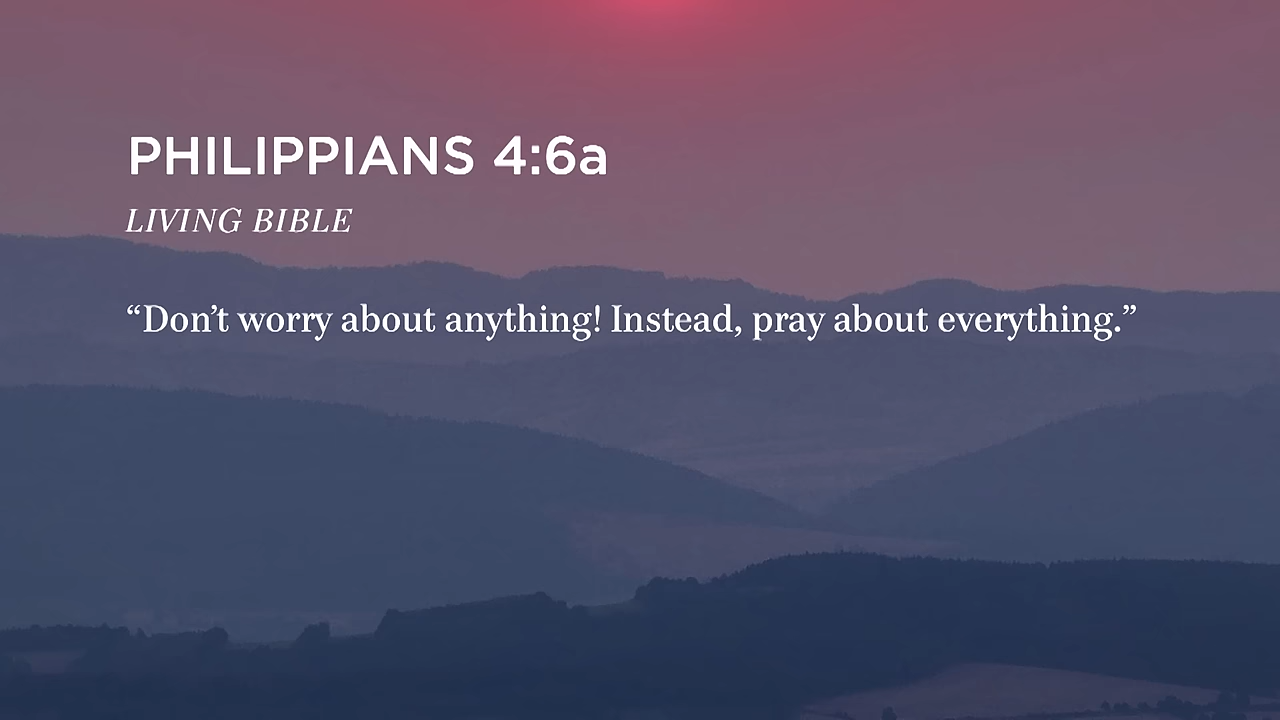 PHILIPPIANS 4:6a
LIVING BIBLE
“Don’t worry about anything! Instead, pray about everything.”